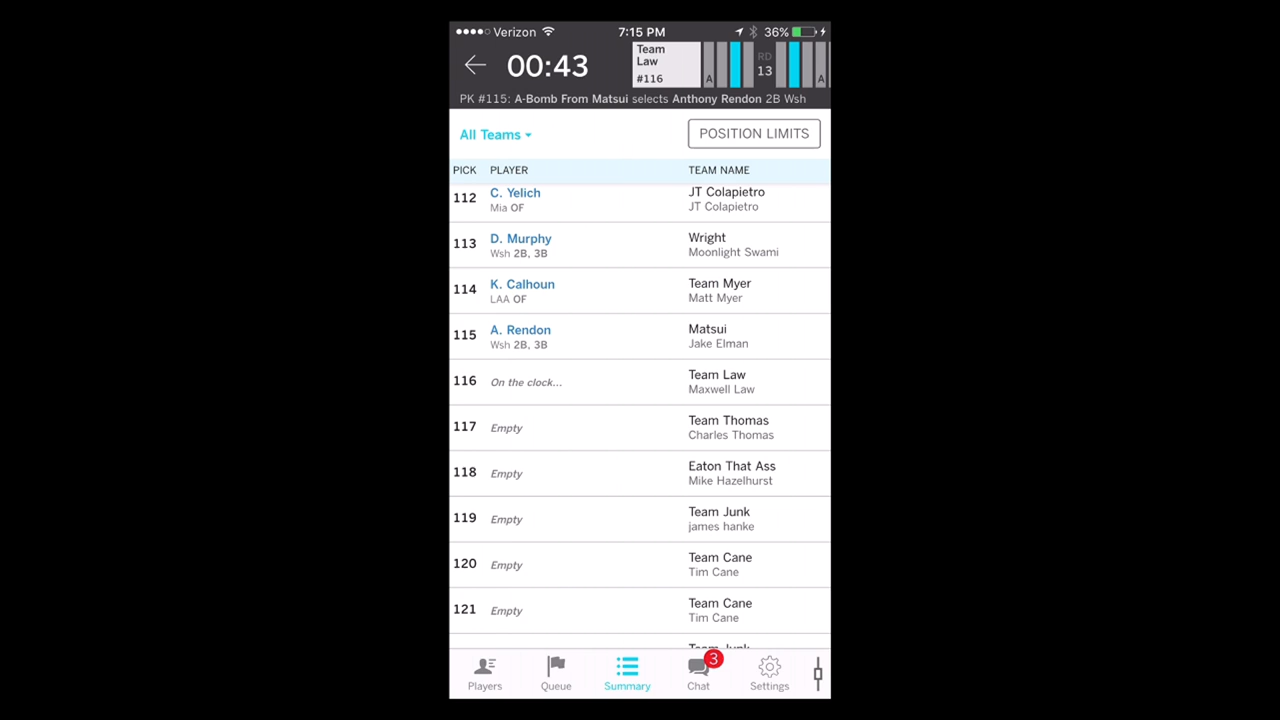 Verizon 7:15 PM 36%
00:43
Team
Law
#116
A
RD
13
A
PK #115: A-Bomb From Matsui selects Anthony Rendon 2B Wsh
All Teams
POSITION LIMITS
PICK PLAYER TEAM NAME
112 C. Yelich JT Colapietro
Mia OF JT Colapietro
113 D. Murphy Wright
Wsh 2B, 3B Moonlight Swami
114 K. Calhoun Team Myer
LAA OF Matt Myer
115 A. Rendon Matsui
Wsh 2B, 3B Jake Elman
116 On the clock... Team Law
Maxwell Law
117 Empty Team Thomas
Charles Thomas
118 Empty Eaton That Ass
Mike Hazelhurst
119 Empty Team Junk
james hanke
120 Empty Team Cane
Tim Cane
121 Empty Team Cane
Tim Cane
Team Junk
3
Players Queue Summary Chat Settings